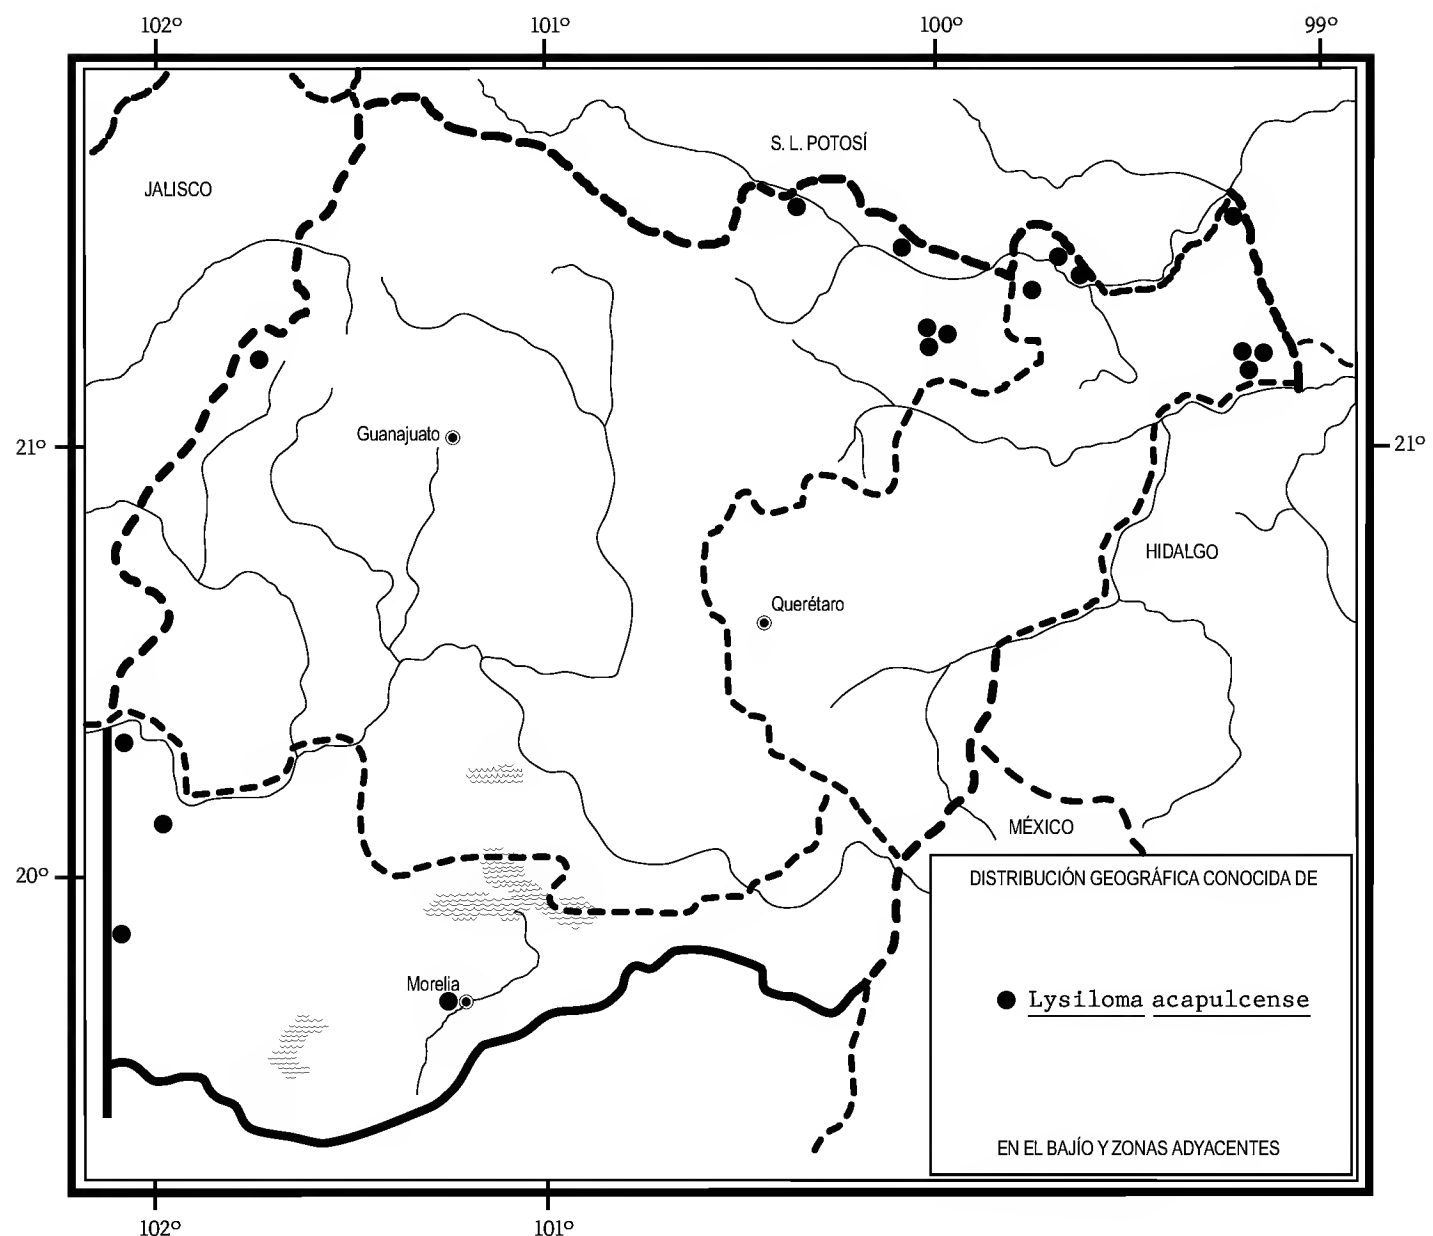 102º 101º 100º 99º
S. L. POTOSÍ
JALISCO
Guanajuato
21º 21º
HIDALGO
Querétaro
MÉXICO
20º
DISTRIBUCIÓN GEOGRÁFICA CONOCIDA DE
Morelia
Lysiloma acapulcense
EN EL BAJÍO Y ZONAS ADYACENTES
102º 101º